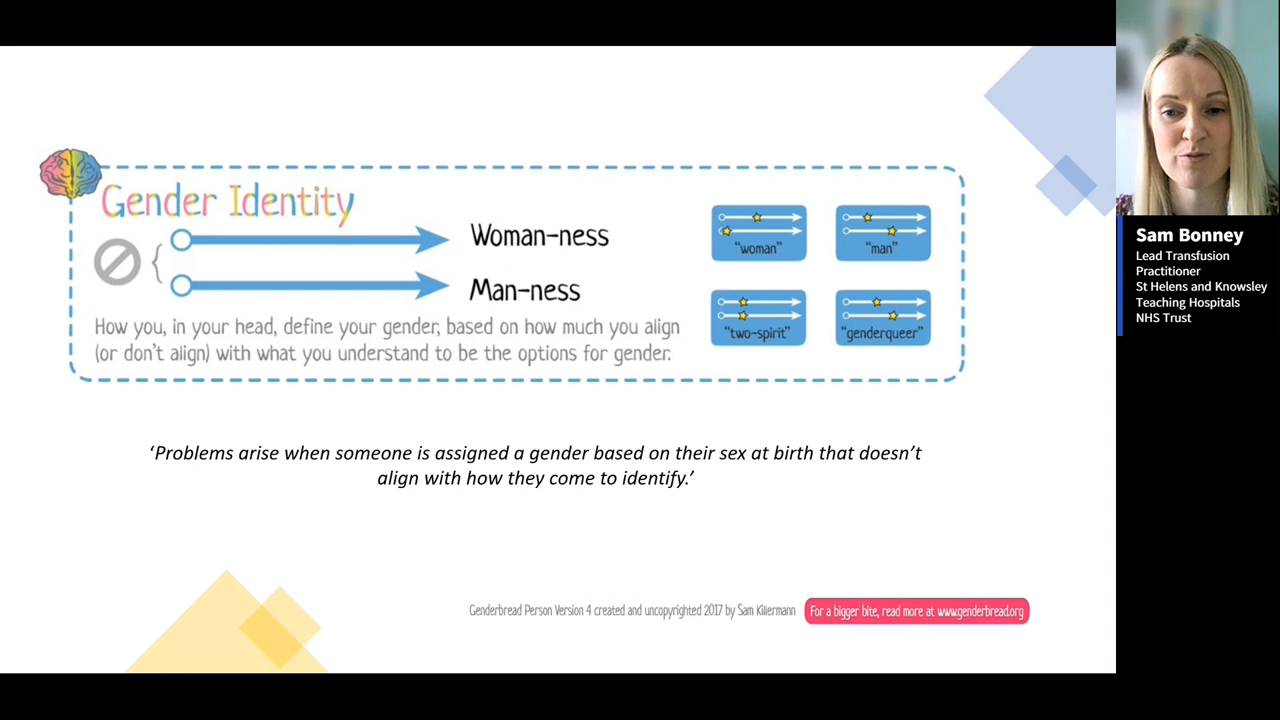 Gender Identity
Woman-ness
Man-ness
How you, in your head, define your gender, based on how much you align
(or don't align) with what you understand to be the options for gender.
"woman"
"man"
"two-spirit"
"genderqueer"
‘Problems arise when someone is assigned a gender based on their sex at birth that doesn’t
align with how they come to identify.’
Genderbread Person Version 4 created and uncopyrighted 2017 by Sam Killermann
For a bigger bite, read more at www.genderbread.org
Sam Bonney
Lead Transfusion
Practitioner
St Helens and Knowsley
Teaching Hospitals
NHS Trust